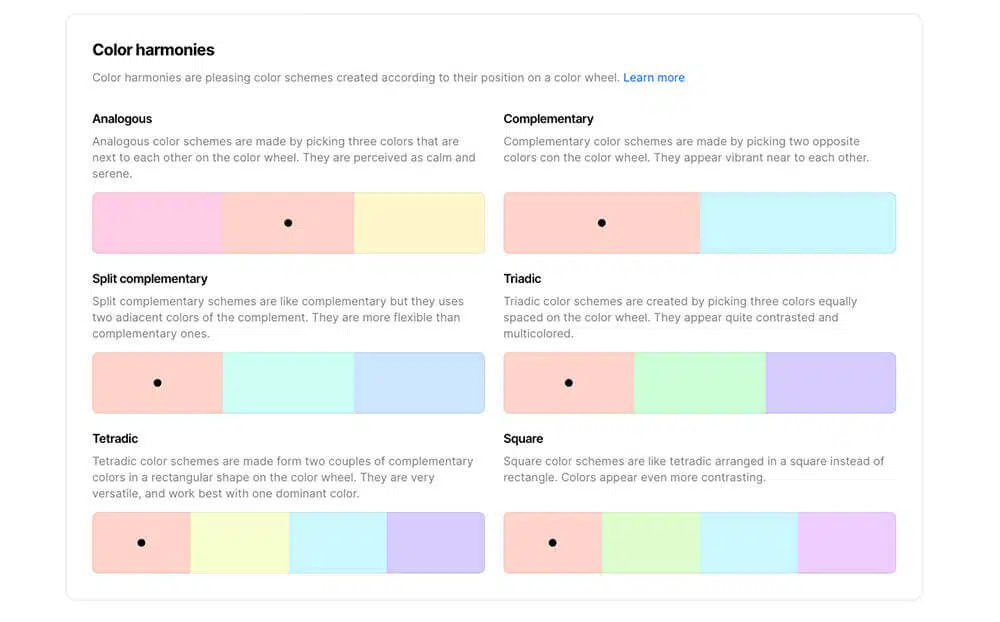 Color harmonies
Color harmonies are pleasing color schemes created according to their position on a color wheel. Learn more
Analogous
Analogous color schemes are made by picking three colors that are
next to each other on the color wheel. They are perceived as calm and
serene.
Complementary
Complementary color schemes are made by picking two opposite
colors con the color wheel. They appear vibrant near to each other.
Split complementary
Split complementary schemes are like complementary but they uses
two adiacent colors of the complement. They are more flexible than
complementary ones.
Triadic
Triadic color schemes are created by picking three colors equally
spaced on the color wheel. They appear quite contrasted and
multicolored.
Tetradic
Tetradic color schemes are made form two couples of complementary
colors in a rectangular shape on the color wheel. They are very
versatile, and work best with one dominant color.
Square
Square color schemes are like tetradic arranged in a square instead of
rectangle. Colors appear even more contrasting.